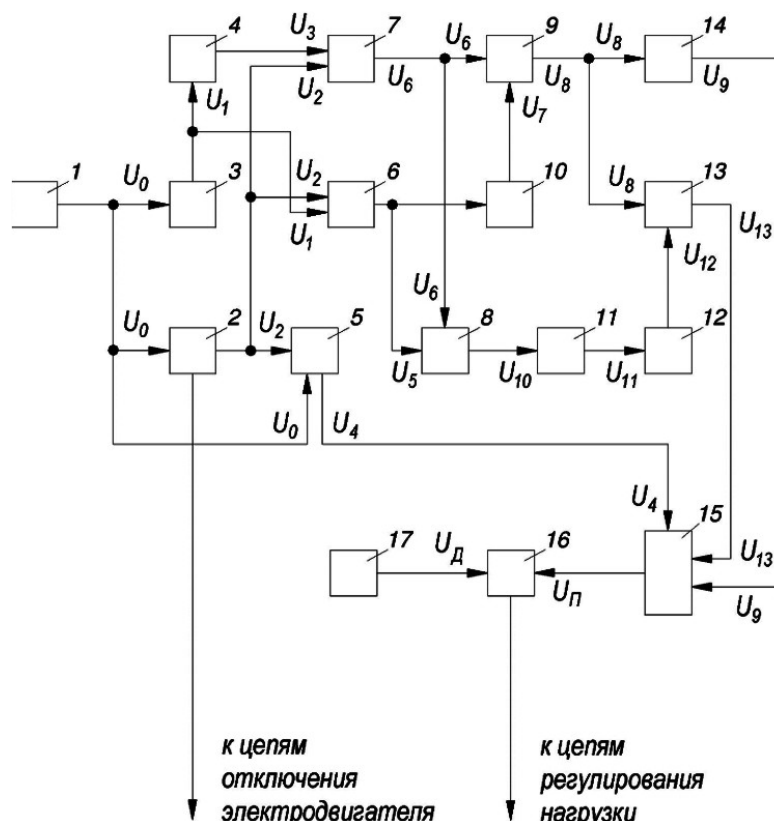 4 U₃ 7 U₆ 9 U₈ 14
U₂ U₆ U₈ U₉
U₁ U₇
1 U₀ 3 U₂ 6 10 U₈ 13
U₁ U₁₃
U₆ U₁₂
U₀ 2 U₂ 5 8 11 12
U₅ U₁₀ U₁₁
U₀ U₄
U₄ 15
17 U_Д 16 U₁₃
U_П U₉
к цепям
отключения
электродвигателя
к цепям
регулирования
нагрузки